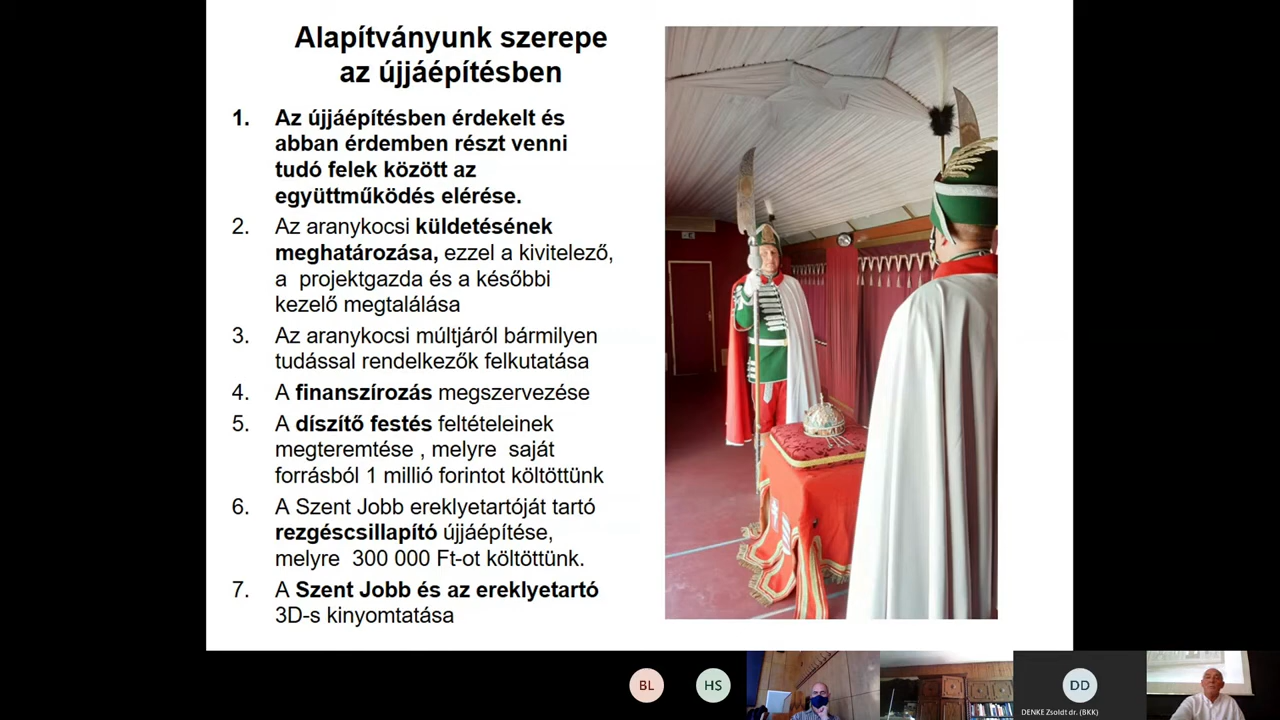 Alapítványunk szerepe
az újjáépítésben
1. Az újjáépítésben érdekelt és
abban érdemben részt venni
tudó felek között az
együttműködés elérése.
2. Az aranykocsi küldetésének
meghatározása, ezzel a kivitelező,
a projektgazda és a későbbi
kezelő megtalálása
3. Az aranykocsi múltjáról bármilyen
tudással rendelkezők felkutatása
4. A finanszírozás megszervezése
5. A díszítő festés feltételeinek
megteremtése , melyre saját
forrásból 1 millió forintot költöttünk
6. A Szent Jobb ereklyetartóját tartó
rezgéscsillapító újjáépítése,
melyre 300 000 Ft-ot költöttünk.
7. A Szent Jobb és az ereklyetartó
3D-s kinyomtatása
BL
HS
DD
DENKE Zsolt dr. (BKK)